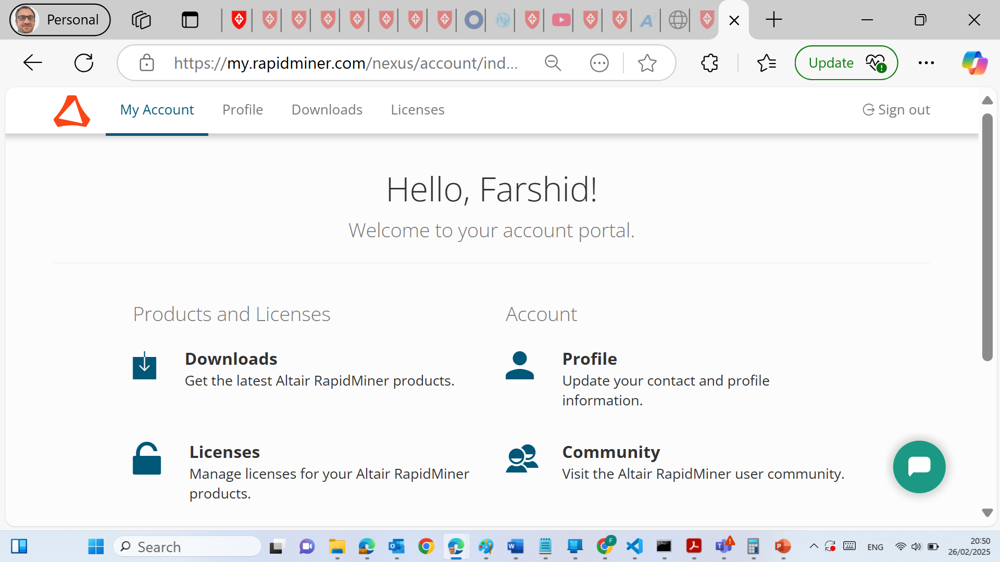 Personal
https://my.rapidminer.com/nexus/account/ind...
Update
My Account
Profile
Downloads
Licenses
Sign out
Hello, Farshid!
Welcome to your account portal.
Products and Licenses
Downloads
Get the latest Altair RapidMiner products.
Licenses
Manage licenses for your Altair RapidMiner
products.
Account
Profile
Update your contact and profile
information.
Community
Visit the Altair RapidMiner user community.
Search
F
ENG
20:50
26/02/2025